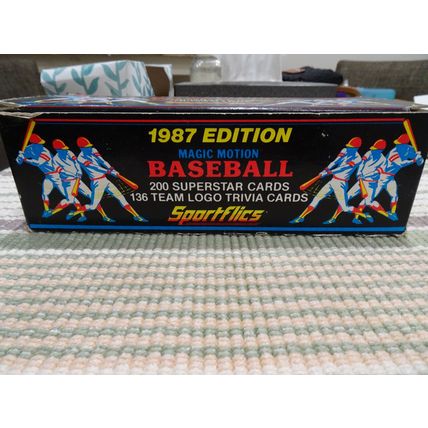 1987 EDITION
MAGIC MOTION
BASEBALL
200 SUPERSTAR CARDS
136 TEAM LOGO TRIVIA CARDS
Sportflics